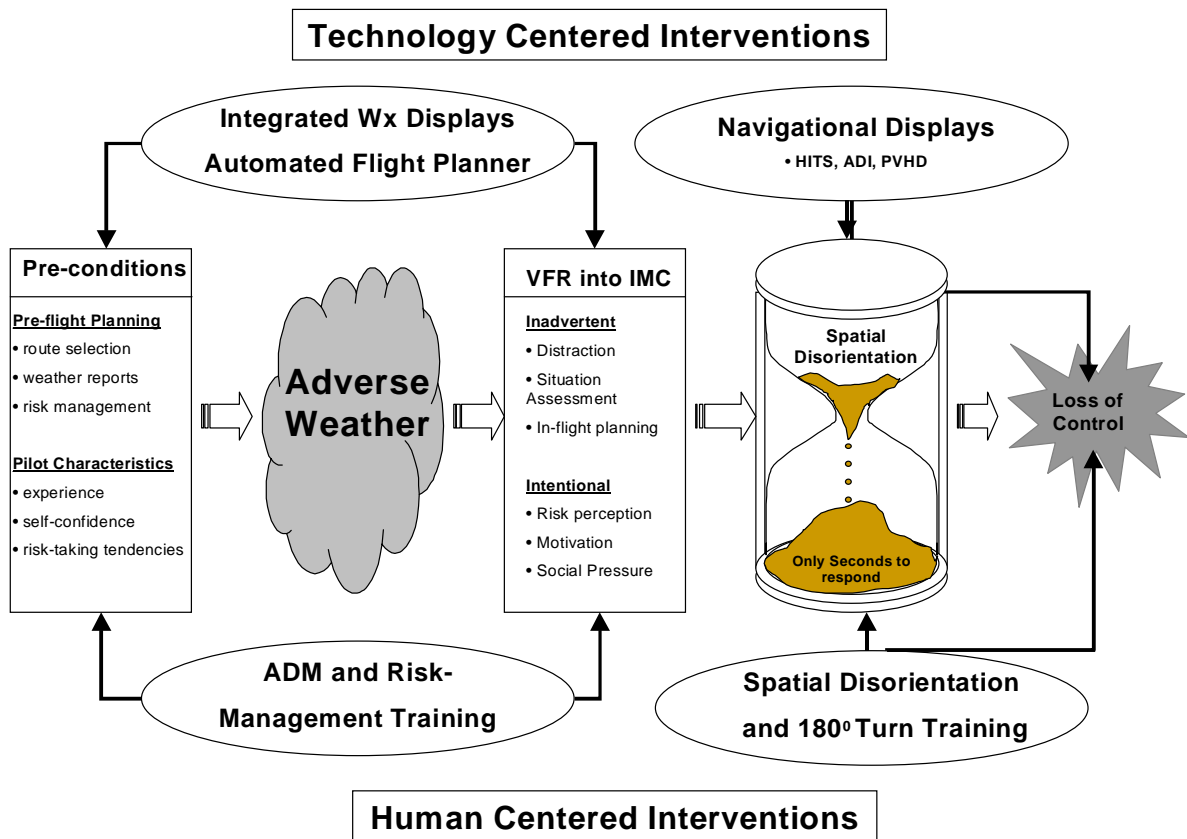 Technology Centered Interventions
Integrated Wx Displays
Automated Flight Planner
Navigational Displays
• HITS, ADI, PVHD
Pre-conditions
Pre-flight Planning
• route selection
• weather reports
• risk management
Pilot Characteristics
• experience
• self-confidence
• risk-taking tendencies
Adverse
Weather
VFR into IMC
Inadvertent
• Distraction
• Situation
Assessment
• In-flight planning
Intentional
• Risk perception
• Motivation
• Social Pressure
Spatial
Disorientation
Only Seconds to
respond
Loss of
Control
ADM and Risk-
Management Training
Spatial Disorientation
and 180⁰ Turn Training
Human Centered Interventions